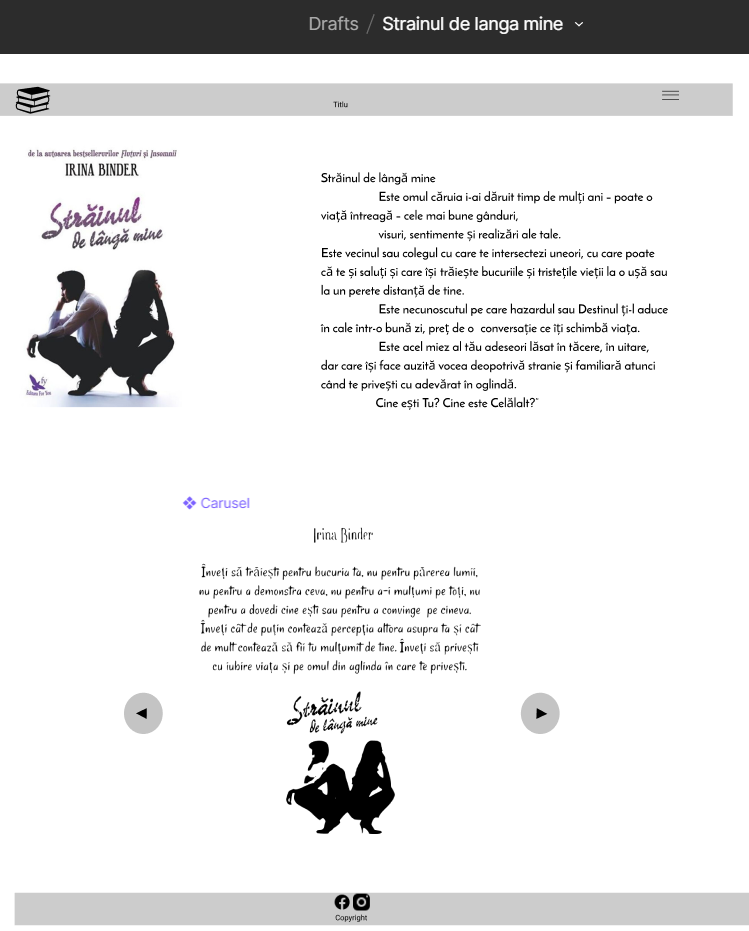 Drafts / Strainul de langa mine
Titlu
de la autoarea bestsellerurilor Fluturi și Insomnii
IRINA BINDER
Străinul
de lângă mine
Editura For You
Străinul de lângă mine
Este omul căruia i-ai dăruit timp de mulți ani – poate o
viață întreagă – cele mai bune gânduri,
visuri, sentimente și realizări ale tale.
Este vecinul sau colegul cu care te intersectezi uneori, cu care poate
că te și saluți și care își trăiește bucuriile și tristețile vieții la o ușă sau
la un perete distanță de tine.
Este necunoscutul pe care hazardul sau Destinul ți-l aduce
în cale într-o bună zi, preț de o  conversație ce îți schimbă viața.
Este acel miez al tău adeseori lăsat în tăcere, în uitare,
dar care își face auzită vocea deopotrivă stranie și familiară atunci
când te privești cu adevărat în oglindă.
Cine ești Tu? Cine este Celălalt?"
Carusel
Irina Binder
Înveți să trăiești pentru bucuria ta, nu pentru părerea lumii,
nu pentru a demonstra ceva, nu pentru a-i mulțumi pe toți, nu
pentru a dovedi cine ești sau pentru a convinge  pe cineva.
Înveți cât de puțin contează percepția altora asupra ta și cât
de mult contează să fii tu mulțumit de tine. Înveți să privești
cu iubire viața și pe omul din aglinda în care te privești.
Străinul
de lângă mine
Copyright